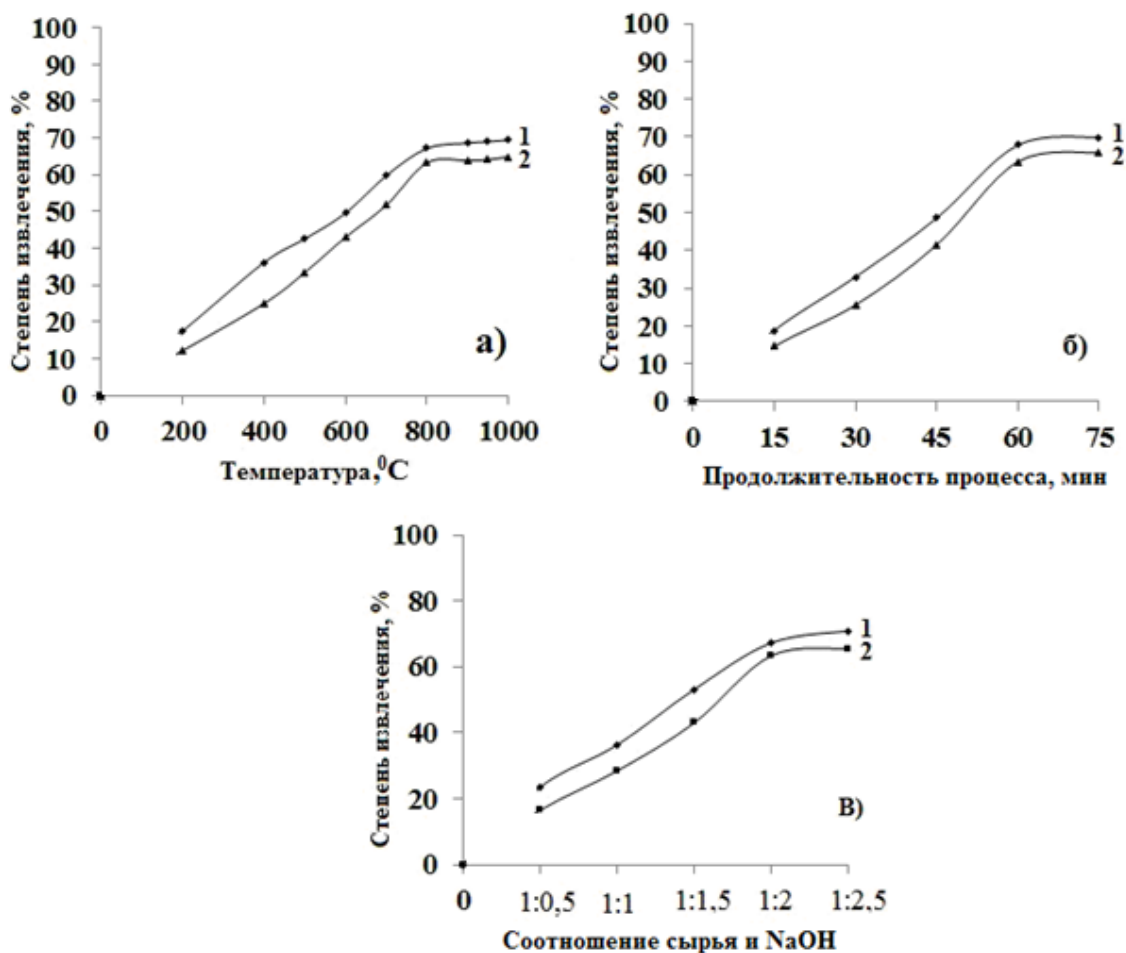 Степень извлечения, %
100
90
80
70
60
50
40
30
20
10
0
1
2
а)
0 200 400 600 800 1000
Температура,⁰C
Степень извлечения, %
100
90
80
70
60
50
40
30
20
10
0
1
2
б)
0 15 30 45 60 75
Продолжительность процесса, мин
Степень извлечения, %
100
80
60
40
20
0
1
2
В)
0 1:0,5 1:1 1:1,5 1:2 1:2,5
Соотношение сырья и NaOH